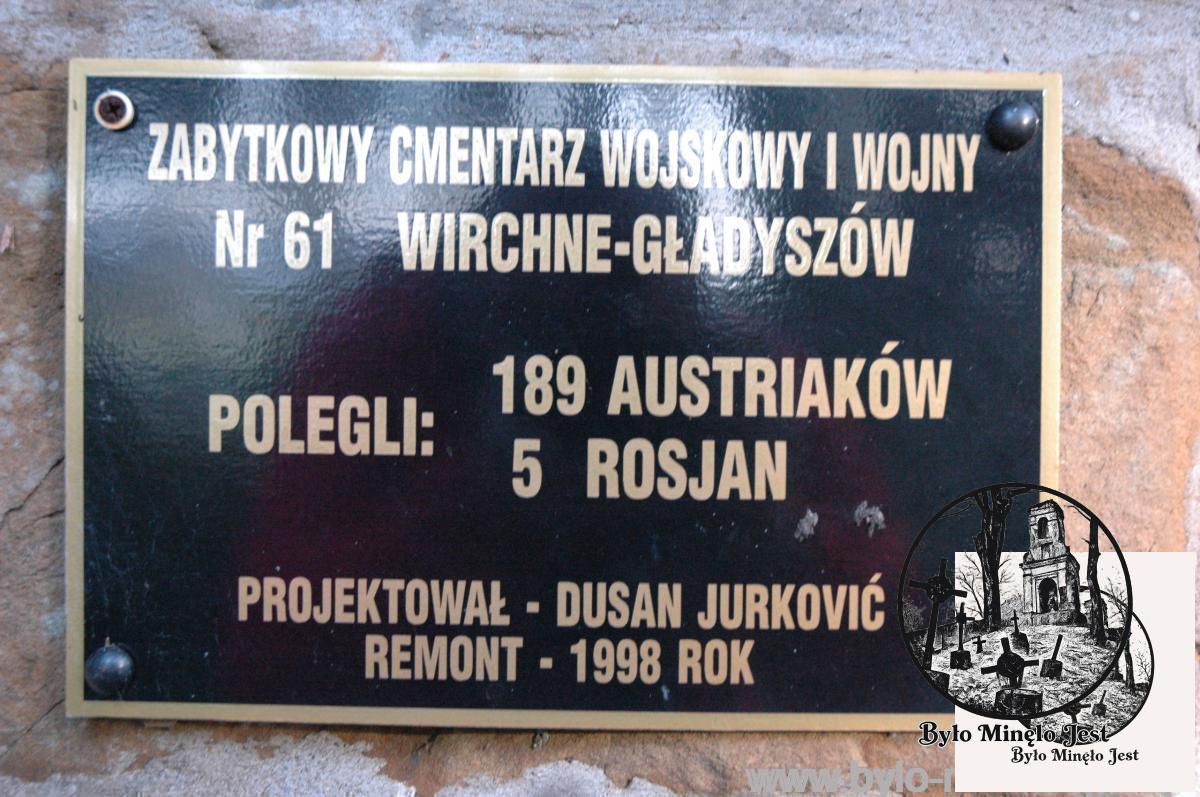 ZABYTKOWY CMENTARZ WOJSKOWY I WOJNY
Nr 61 WIRCHNE-GŁADYSZÓW
POLEGLI:
189 AUSTRIAKÓW
5 ROSJAN
PROJEKTOWAŁ - DUSAN JURKOVIĆ
REMONT - 1998 ROK
Było Minęło Jest
Było Minęło Jest